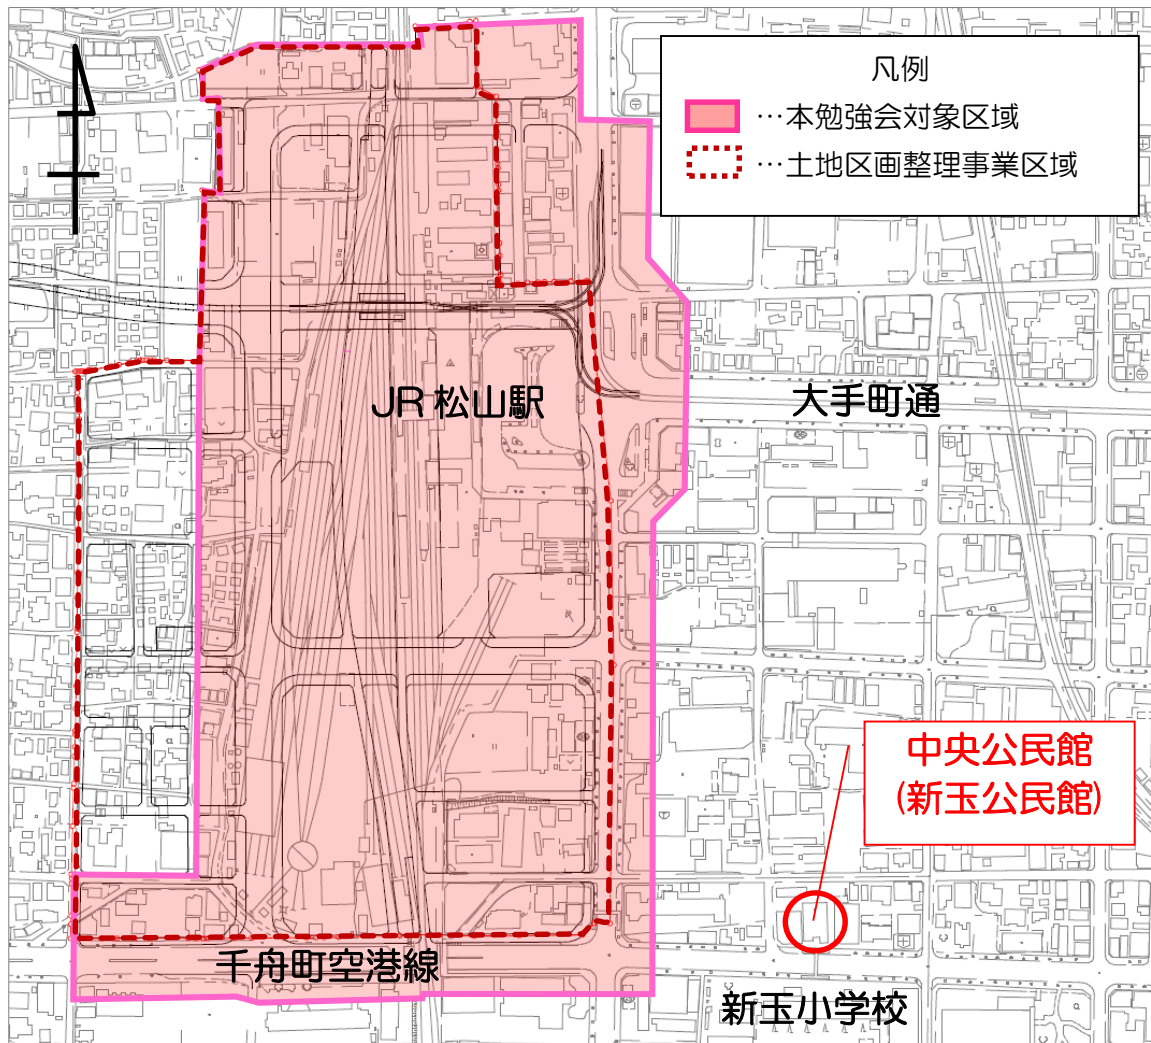 凡例
…本勉強会対象区域
…土地区画整理事業区域
JR松山駅
大手町通
中央公民館
(新玉公民館)
千舟町空港線
新玉小学校